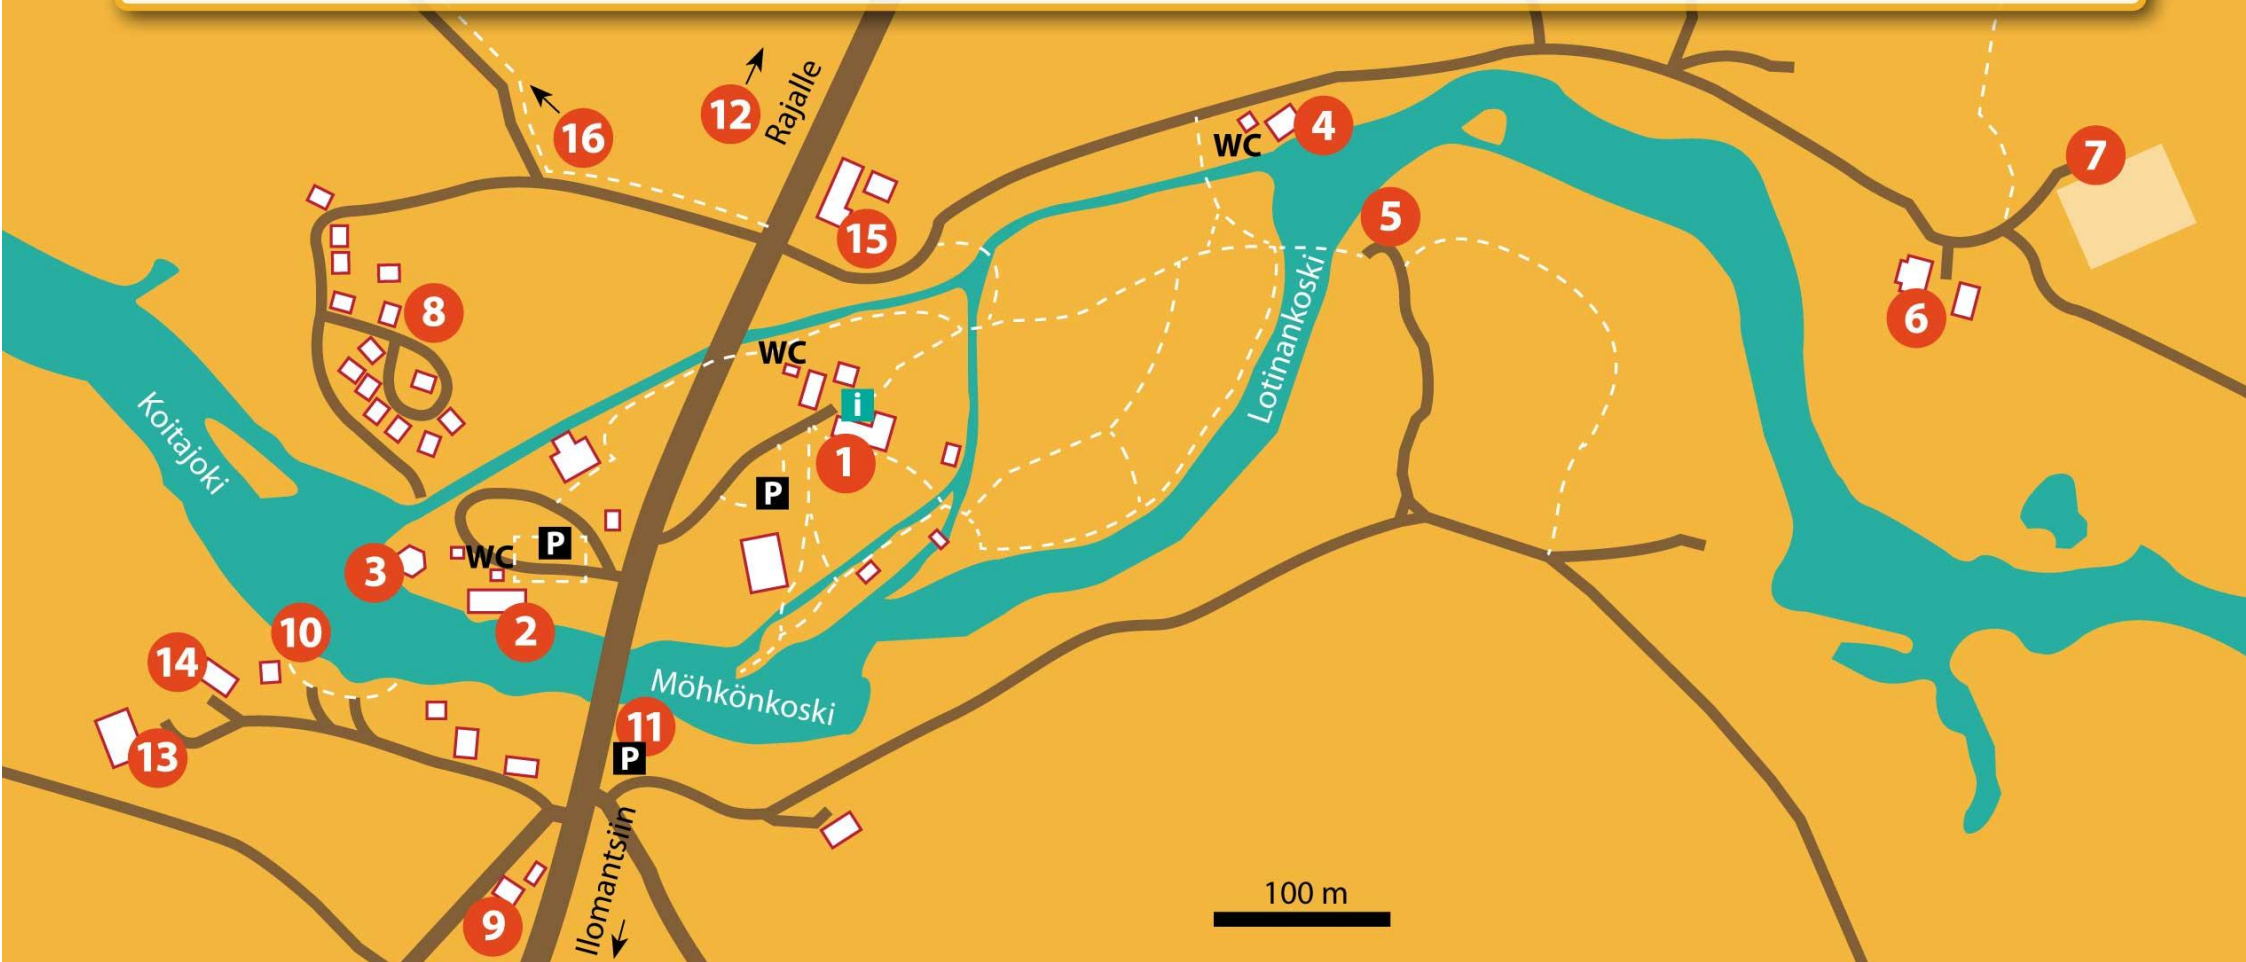 12
Rajalle
16
4
WC
7
15
5
8
6
WC
Lotinankoski
i
Koitajoki
1
P
P
WC
3
10
2
14
Möhkönkoski
11
P
13
Ilomantsiin
100 m
9